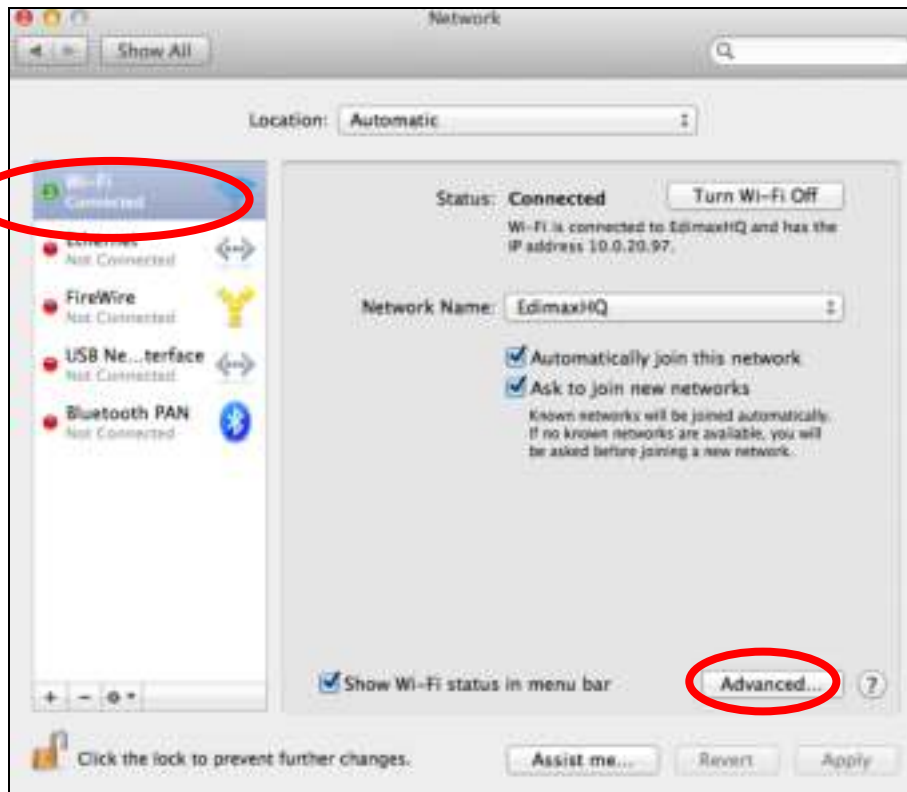 Network
Show All
Location: Automatic
Wi-Fi
Connected
Ethernet
Not Connected
FireWire
Not Connected
USB Ne...terface
Not Connected
Bluetooth PAN
Not Connected
Status: Connected
Turn Wi-Fi Off
Wi-Fi is connected to EdimaxHQ and has the
IP address 10.0.20.97.
Network Name: EdimaxHQ
Automatically join this network
Ask to join new networks
Known networks will be joined automatically.
If no known networks are available, you will
be asked before joining a new network.
Show Wi-Fi status in menu bar
Advanced...
?
Click the lock to prevent further changes.
Assist me...
Revert
Apply